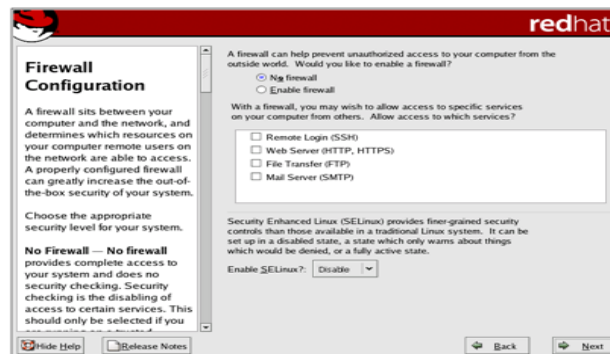 redhat
Firewall
Configuration
A firewall sits between your
computer and the network, and
determines which resources on
your computer remote users on
the network are able to access.
A properly configured firewall
can greatly increase the out-of-
the-box security of your system.
Choose the appropriate
security level for your system.
No Firewall — No firewall
provides complete access to
your system and does no
security checking. Security
checking is the disabling of
access to certain services. This
should only be selected if you
are running on a trusted
A firewall can help prevent unauthorized access to your computer from the
outside world. Would you like to enable a firewall?
No firewall
Enable firewall
With a firewall, you may wish to allow access to specific services
on your computer from others. Allow access to which services?
Remote Login (SSH)
Web Server (HTTP, HTTPS)
File Transfer (FTP)
Mail Server (SMTP)
Security Enhanced Linux (SELinux) provides finer-grained security
controls than those available in a traditional Linux system. It can be
set up in a disabled state, a state which only warns about things
which would be denied, or a fully active state.
Enable SELinux?: Disable
Hide Help
Release Notes
Back
Next